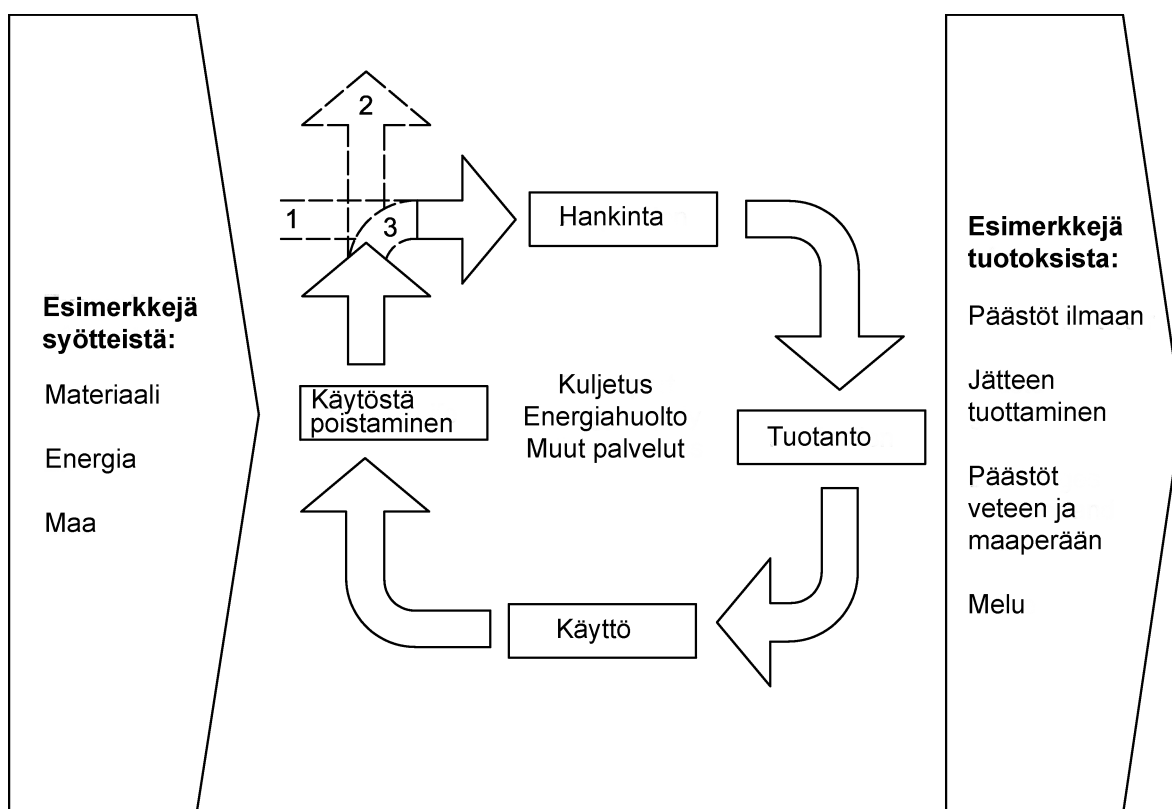 Esimerkkejä
syötteistä:
Materiaali
Energia
Maa
2
1
3
Hankinta
Käytöstä
poistaminen
Kuljetus
Energiahuolto
Muut palvelut
Tuotanto
Käyttö
Esimerkkejä
tuotoksista:
Päästöt ilmaan
Jätteen
tuottaminen
Päästöt
veteen ja
maaperään
Melu